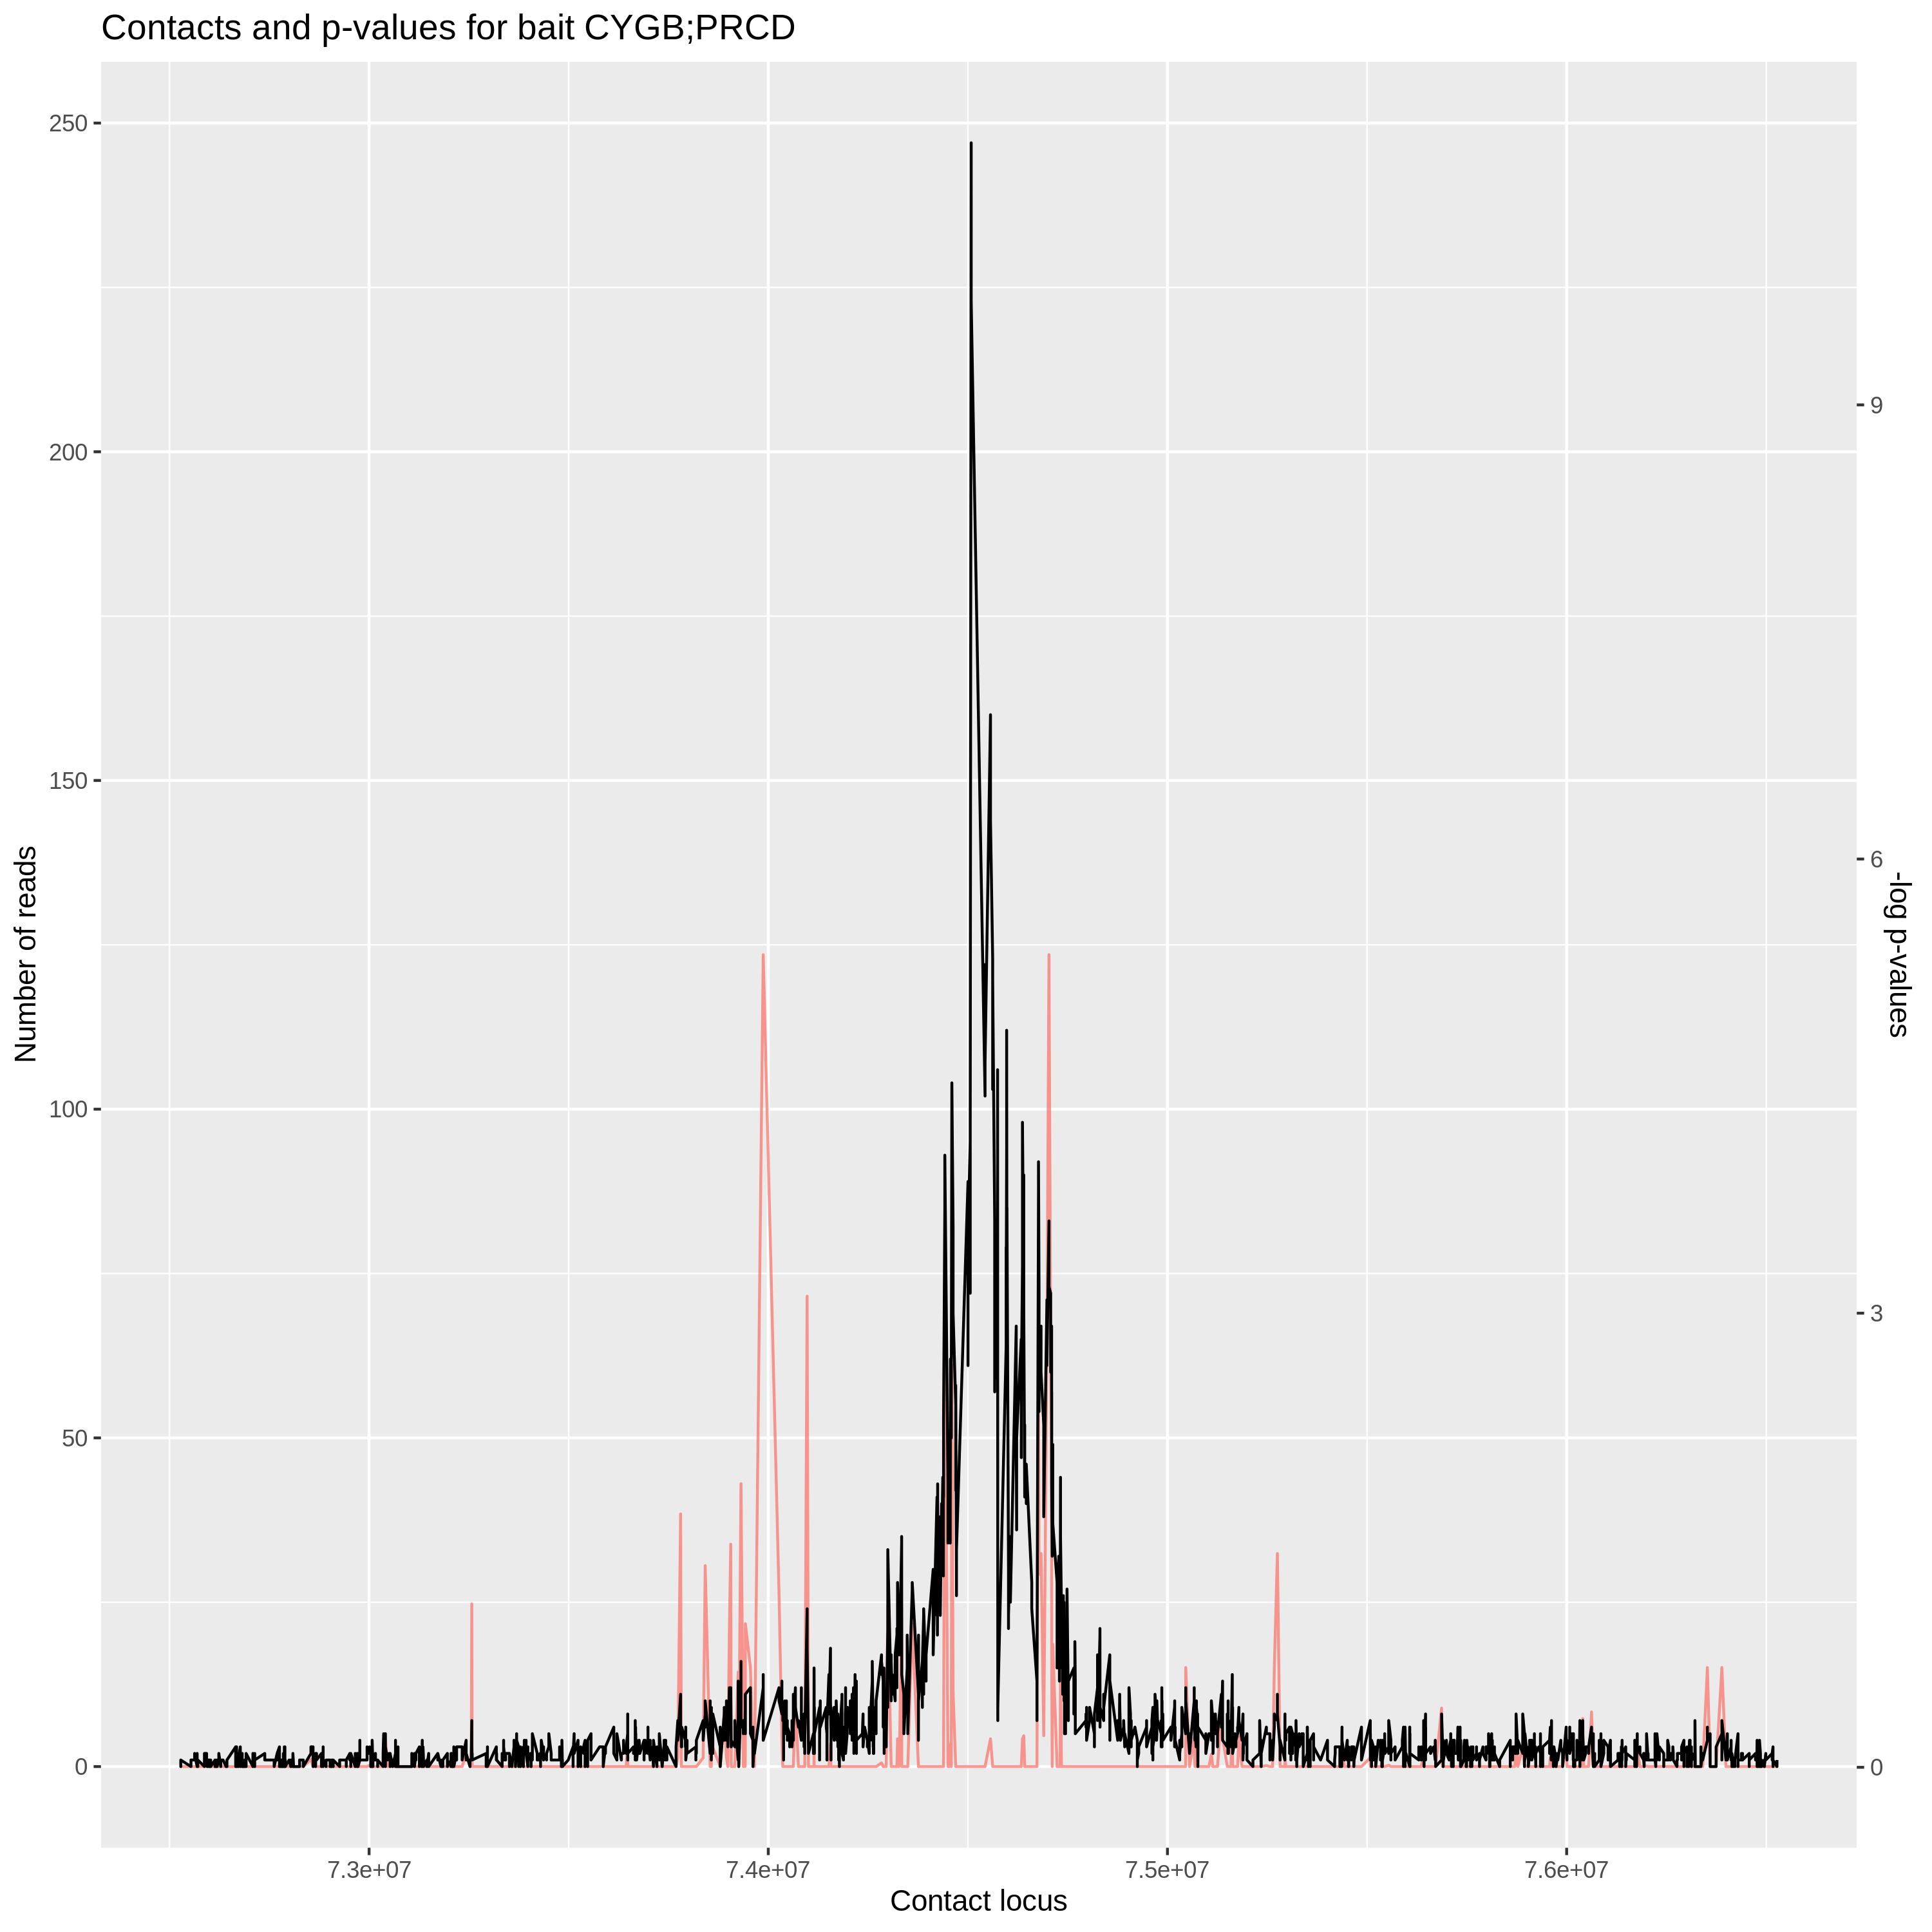 Contacts and p-values for bait CYGB;PRCD
250
200
150
100
50
0
Number of reads
9
6
3
0
-log p-values
7.3e+07
7.4e+07
7.5e+07
7.6e+07
Contact locus